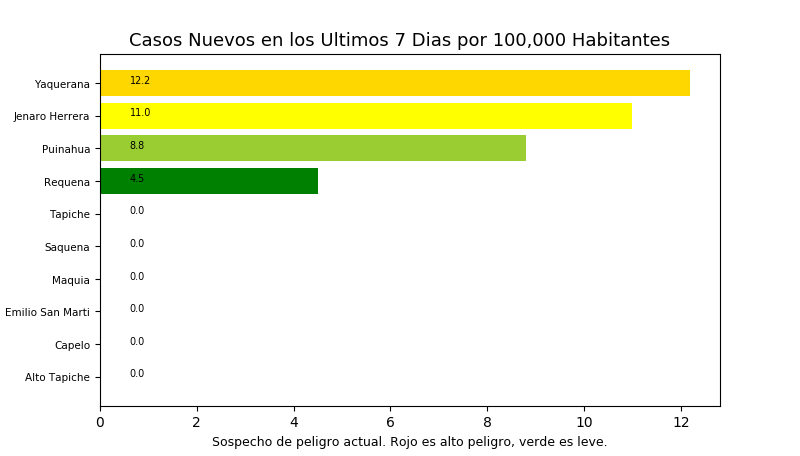 Casos Nuevos en los Ultimos 7 Dias por 100,000 Habitantes
Yaquerana 12.2
Jenaro Herrera 11.0
Puinahua 8.8
Requena 4.5
Tapiche 0.0
Saquena 0.0
Maquia 0.0
Emilio San Marti 0.0
Capelo 0.0
Alto Tapiche 0.0
0 2 4 6 8 10 12
Sospecho de peligro actual. Rojo es alto peligro, verde es leve.